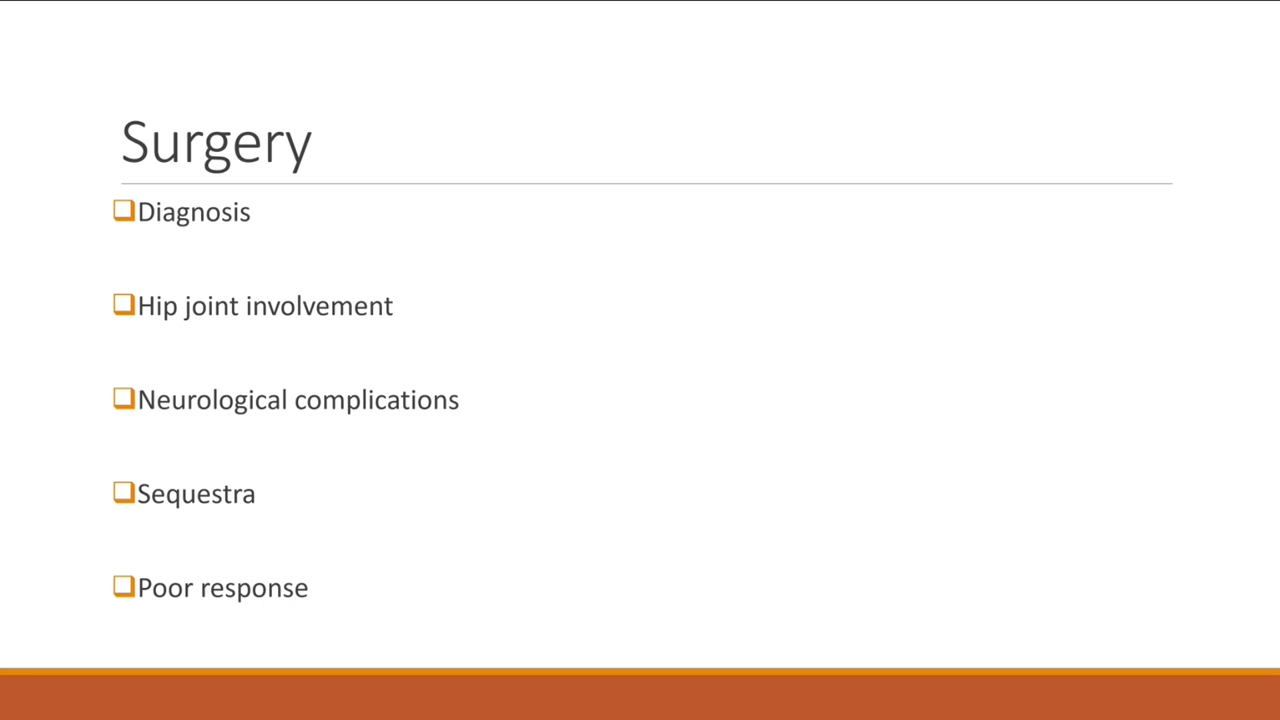 Surgery
Diagnosis
Hip joint involvement
Neurological complications
Sequestra
Poor response